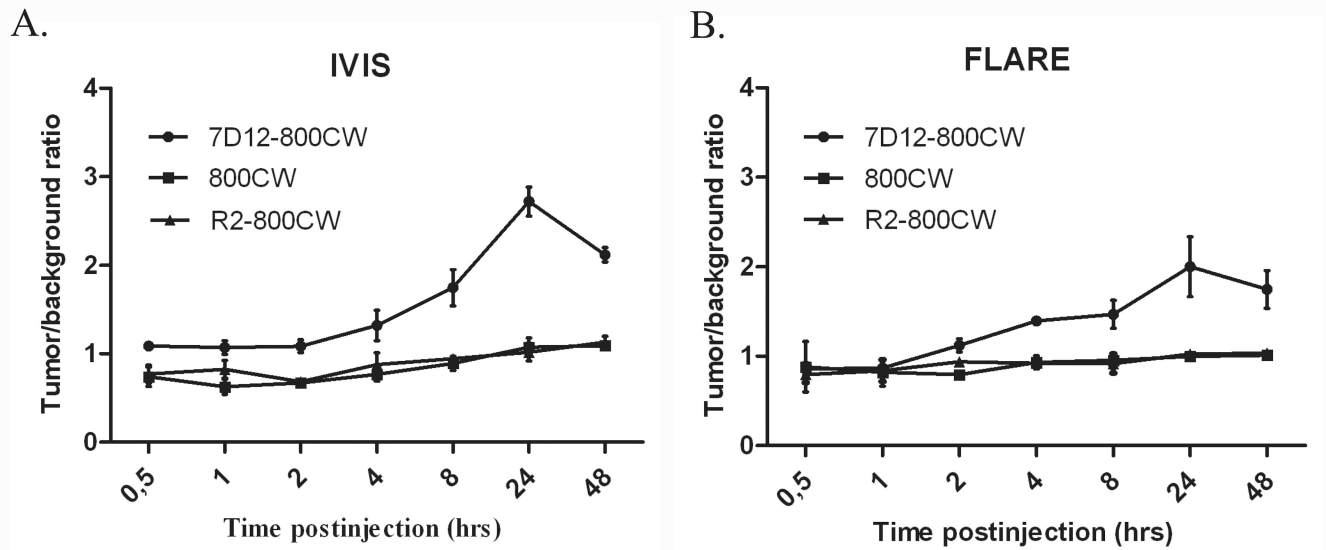 A.
IVIS
Tumor/background ratio
4
3
2
1
0
7D12-800CW
800CW
R2-800CW
0,5
1
2
4
8
24
48
Time postinjection (hrs)
B.
FLARE
Tumor/background ratio
4
3
2
1
0
7D12-800CW
800CW
R2-800CW
0,5
1
2
4
8
24
48
Time postinjection (hrs)